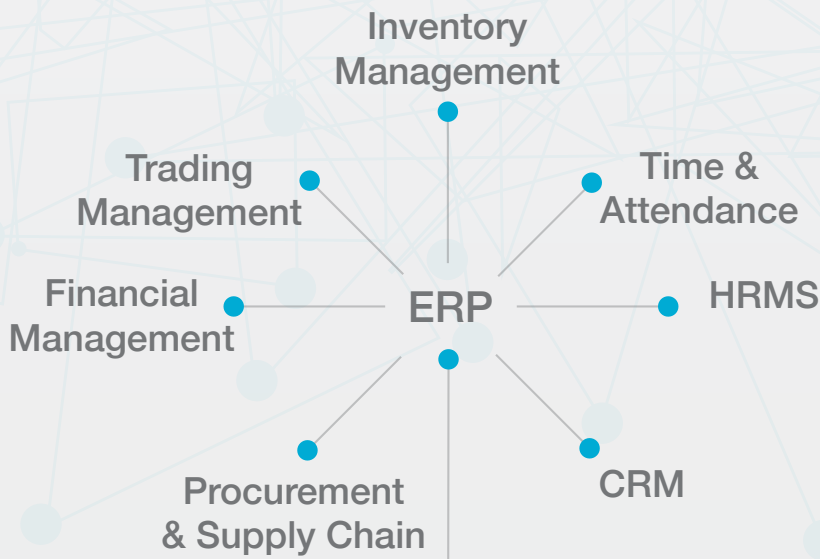 Inventory
Management
Trading
Management
Time &
Attendance
Financial
Management
ERP
HRMS
Procurement
& Supply Chain
CRM